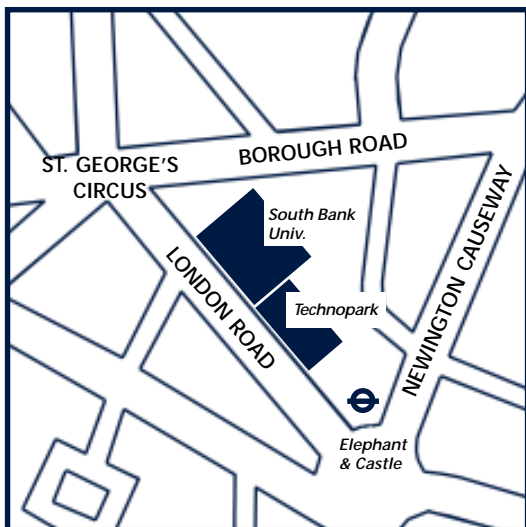 BOROUGH ROAD
ST. GEORGE'S
CIRCUS
South Bank
Univ.
NEWINGTON CAUSEWAY
LONDON ROAD
Technopark
Elephant
& Castle